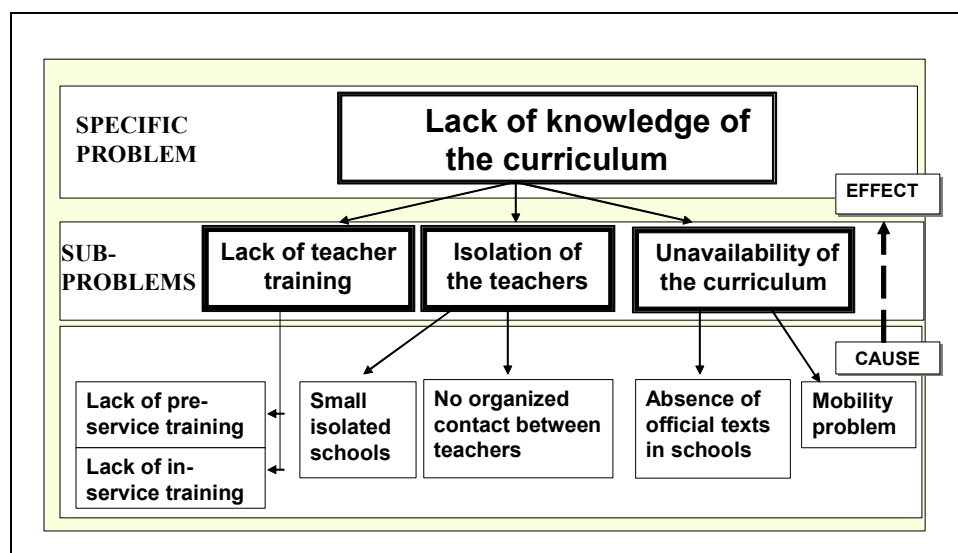 SPECIFIC
PROBLEM
Lack of knowledge of
the curriculum
EFFECT
SUB-
PROBLEMS
Lack of teacher
training
Isolation of
the teachers
Unavailability of
the curriculum
CAUSE
Lack of pre-
service training
Lack of in-
service training
Small
isolated
schools
No organized
contact between
teachers
Absence of
official texts
in schools
Mobility
problem